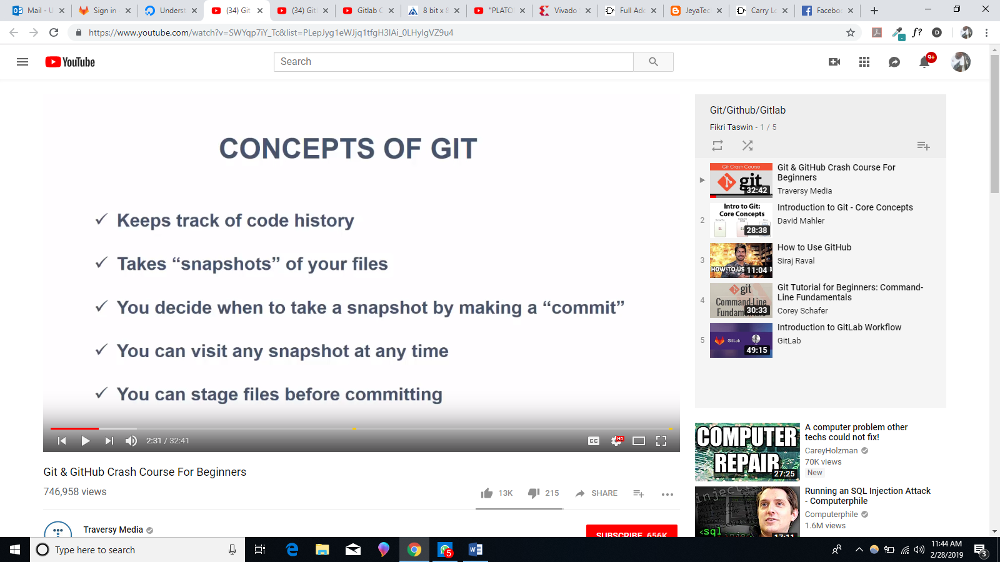 Mail - U
Sign in
Underst
(34) Git
(34) Git
Gitlab C
8 bit x 8
"PLATO
Vivado
Full Add
JeyaTec
Carry Lo
Faceboo
https://www.youtube.com/watch?v=SWYqp7iY_Tc&list=PLepJyg1eWJjq1tfgH3IAi_0LHyIgVZ9u4
f?
D
YouTube
Search
9+
CONCEPTS OF GIT
✓ Keeps track of code history
✓ Takes “snapshots” of your files
✓ You decide when to take a snapshot by making a “commit”
✓ You can visit any snapshot at any time
✓ You can stage files before committing
2:31 / 32:41
CC
HD
Git & GitHub Crash Course For Beginners
746,958 views
13K
215
SHARE
Traversy Media
SUBSCRIBE 656K
Git/Github/Gitlab
Fikri Taswin - 1 / 5
Git Crash Course
git
32:42
Git & GitHub Crash Course For
Beginners
Traversy Media
2
Intro to Git:
Core Concepts
28:38
Introduction to Git - Core Concepts
David Mahler
3
HOW TO US
11:04
How to Use GitHub
Siraj Raval
4
git
Command-Line
Fundam
30:33
Git Tutorial for Beginners: Command-
Line Fundamentals
Corey Schafer
5
GitLab
49:15
Introduction to GitLab Workflow
GitLab
COMPUTER
REPAIR
27:25
A computer problem other
techs could not fix!
CareyHolzman
70K views
New
injec
<sql
17:11
Running an SQL Injection Attack
- Computerphile
Computerphile
1.6M views
Type here to search
5
11:44 AM
2/28/2019
3